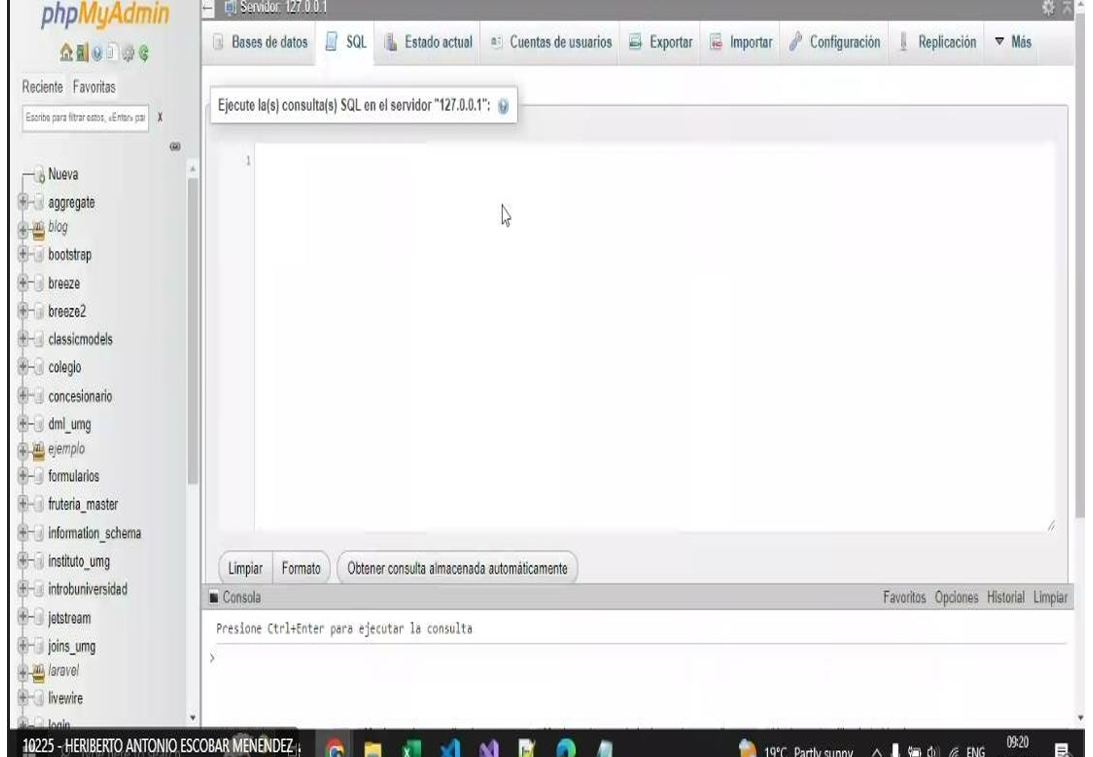 phpMyAdmin
Servidor: 127.0.0.1
Bases de datos SQL Estado actual Cuentas de usuarios Exportar Importar Configuración Replicación Más
Reciente Favoritas
Escriba para filtrar estos, «Enter» par X
Ejecute la(s) consulta(s) SQL en el servidor "127.0.0.1":
1
Nueva
aggregate
blog
bootstrap
breeze
breeze2
classicmodels
colegio
concesionario
dml_umg
ejemplo
formularios
fruteria_master
information_schema
instituto_umg
introbuniversidad
jetstream
joins_umg
laravel
livewire
login
Limpiar Formato Obtener consulta almacenada automáticamente
Consola Favoritos Opciones Historial Limpiar
Presione Ctrl+Enter para ejecutar la consulta
>
10225 - HERIBERTO ANTONIO ESCOBAR MENÉNDEZ
19°C Partly sunny ENG 09:20